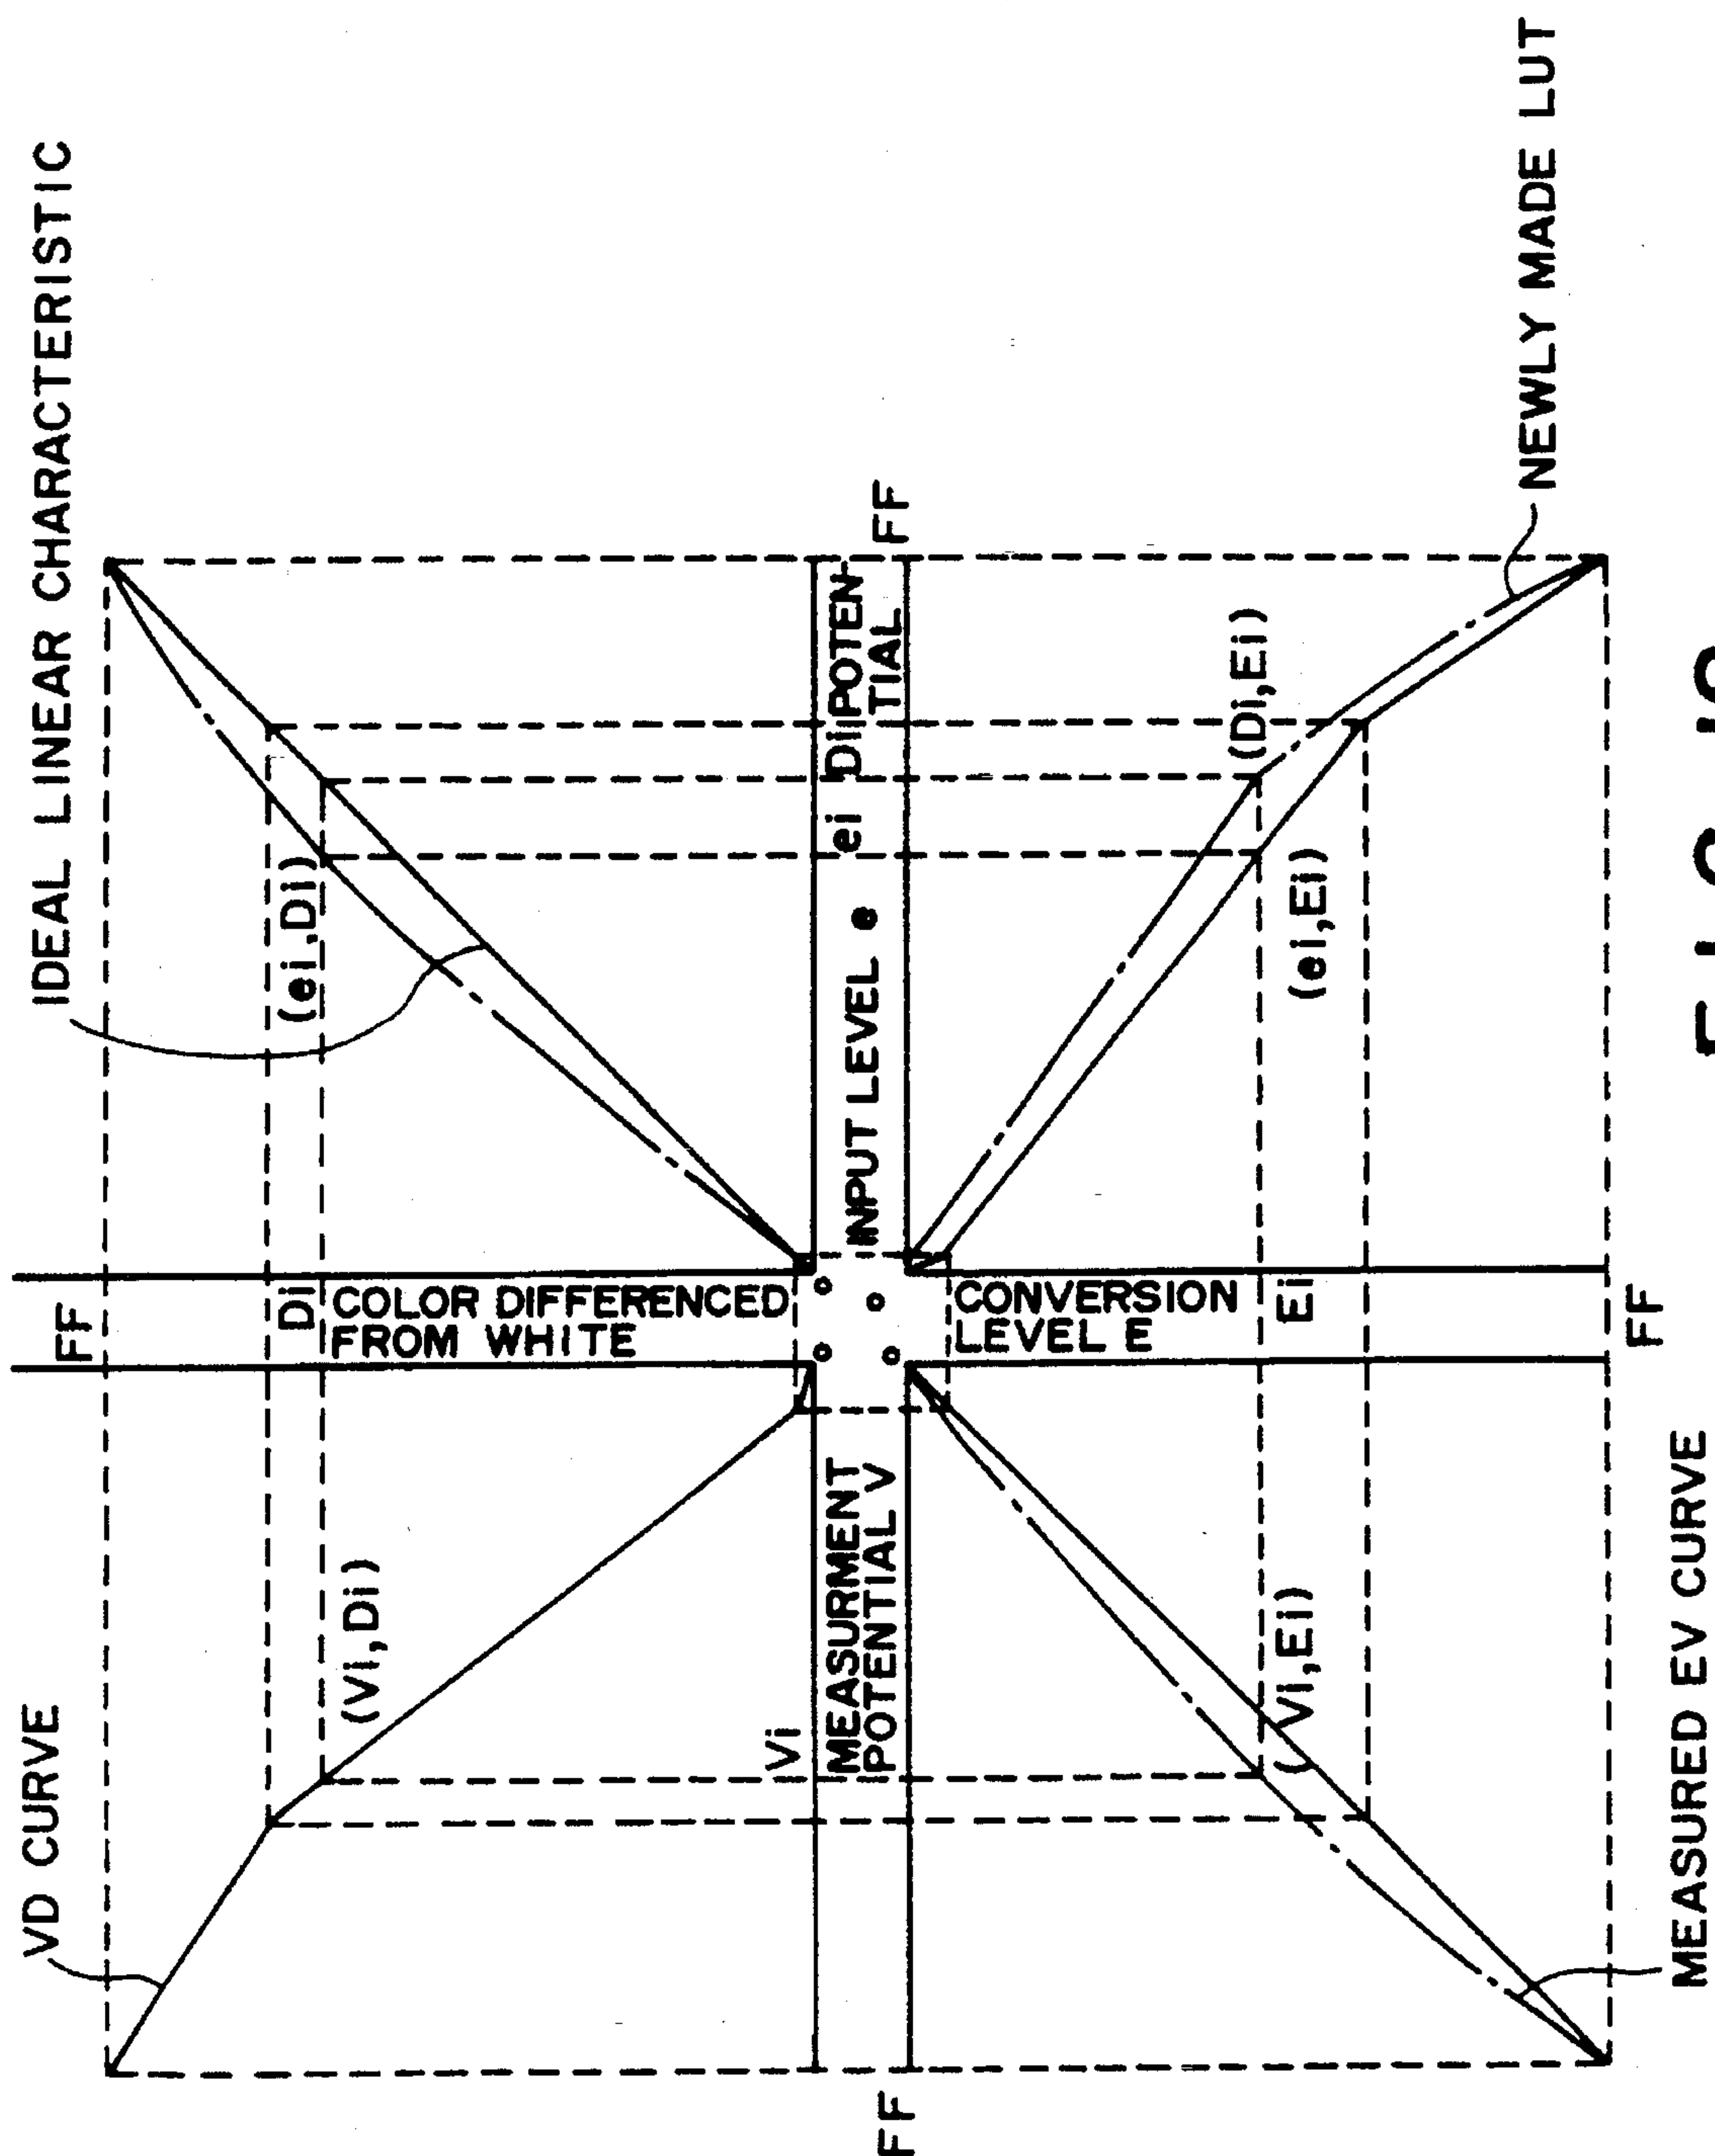 VD CURVE
IDEAL LINEAR CHARACTERISTIC
FF
Di
(Vi,Di)
(ei,Di)
COLOR DIFFERENCED
FROM WHITE
Vi
MEASURMENT
POTENTIAL V
o
o
o
o
INPUT LEVEL e
ei
Di
POTEN-
TIAL
FF
FF
CONVERSION
LEVEL E
Ei
(Vi,Ei)
(ei,Ei)
(Di,Ei)
FF
MEASURED EV CURVE
NEWLY MADE LUT